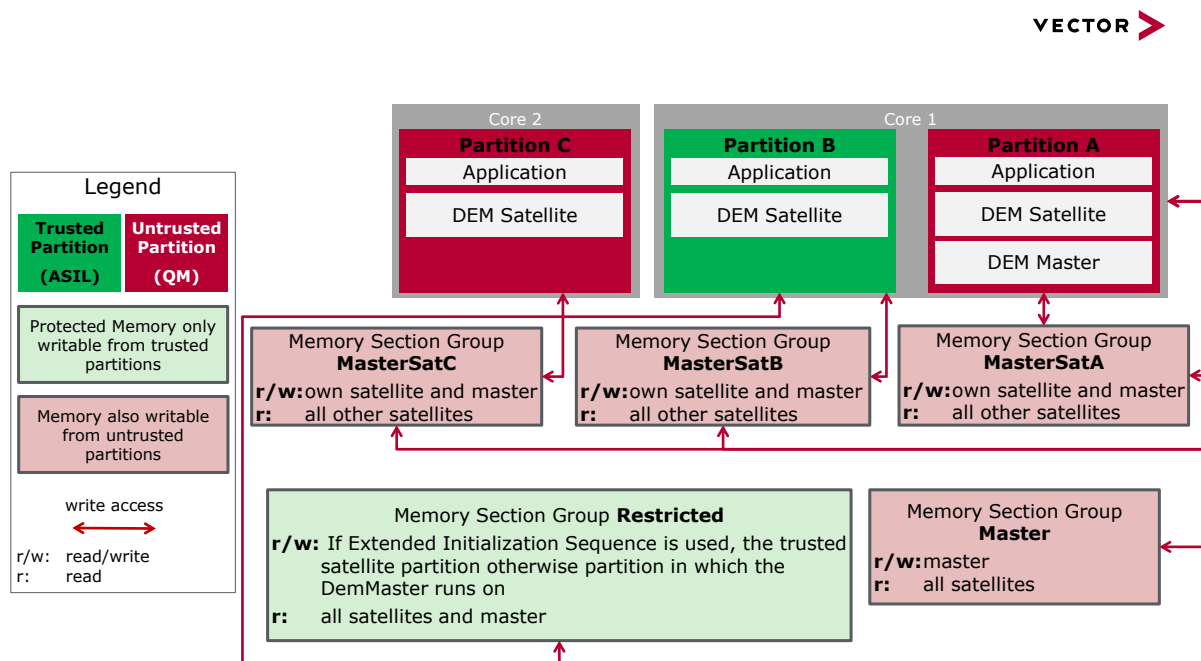 VECTOR
Core 2
Partition C
Application
DEM Satellite
Core 1
Partition B
Application
DEM Satellite
Partition A
Application
DEM Satellite
DEM Master
Legend
Trusted
Partition
(ASIL)
Untrusted
Partition
(QM)
Protected Memory only
writable from trusted
partitions
Memory also writable
from untrusted
partitions
write access
r/w: read/write
r: read
Memory Section Group
MasterSatC
r/w:own satellite and master
r: all other satellites
Memory Section Group
MasterSatB
r/w:own satellite and master
r: all other satellites
Memory Section Group
MasterSatA
r/w:own satellite and master
r: all other satellites
Memory Section Group Restricted
r/w: If Extended Initialization Sequence is used, the trusted
satellite partition otherwise partition in which the
DemMaster runs on
r: all satellites and master
Memory Section Group
Master
r/w:master
r: all satellites